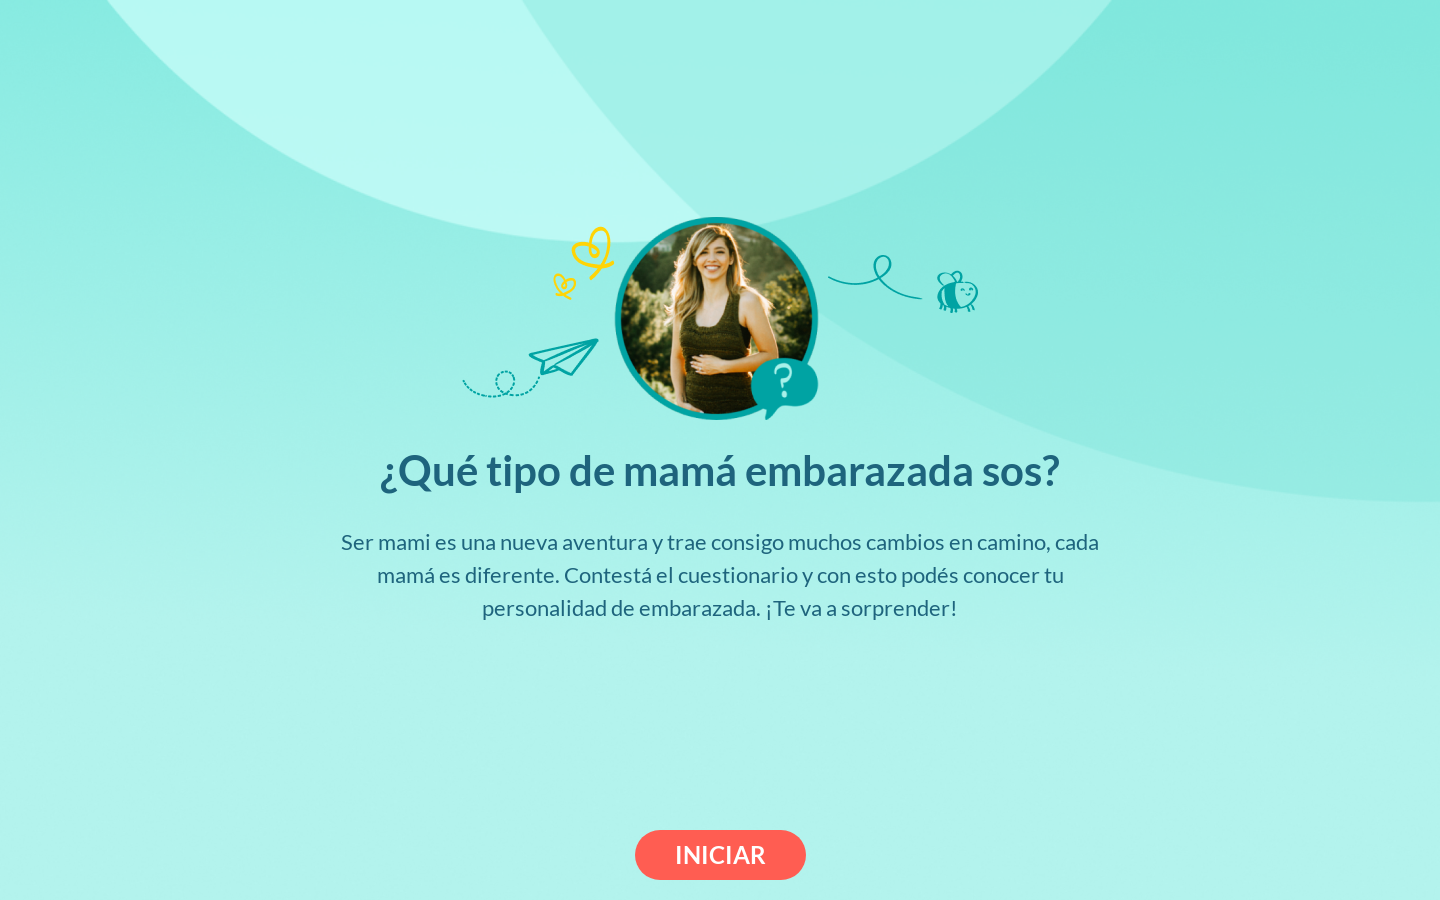 ?
¿Qué tipo de mamá embarazada sos?
Ser mami es una nueva aventura y trae consigo muchos cambios en camino, cada
mamá es diferente. Contestá el cuestionario y con esto podés conocer tu
personalidad de embarazada. ¡Te va a sorprender!
INICIAR